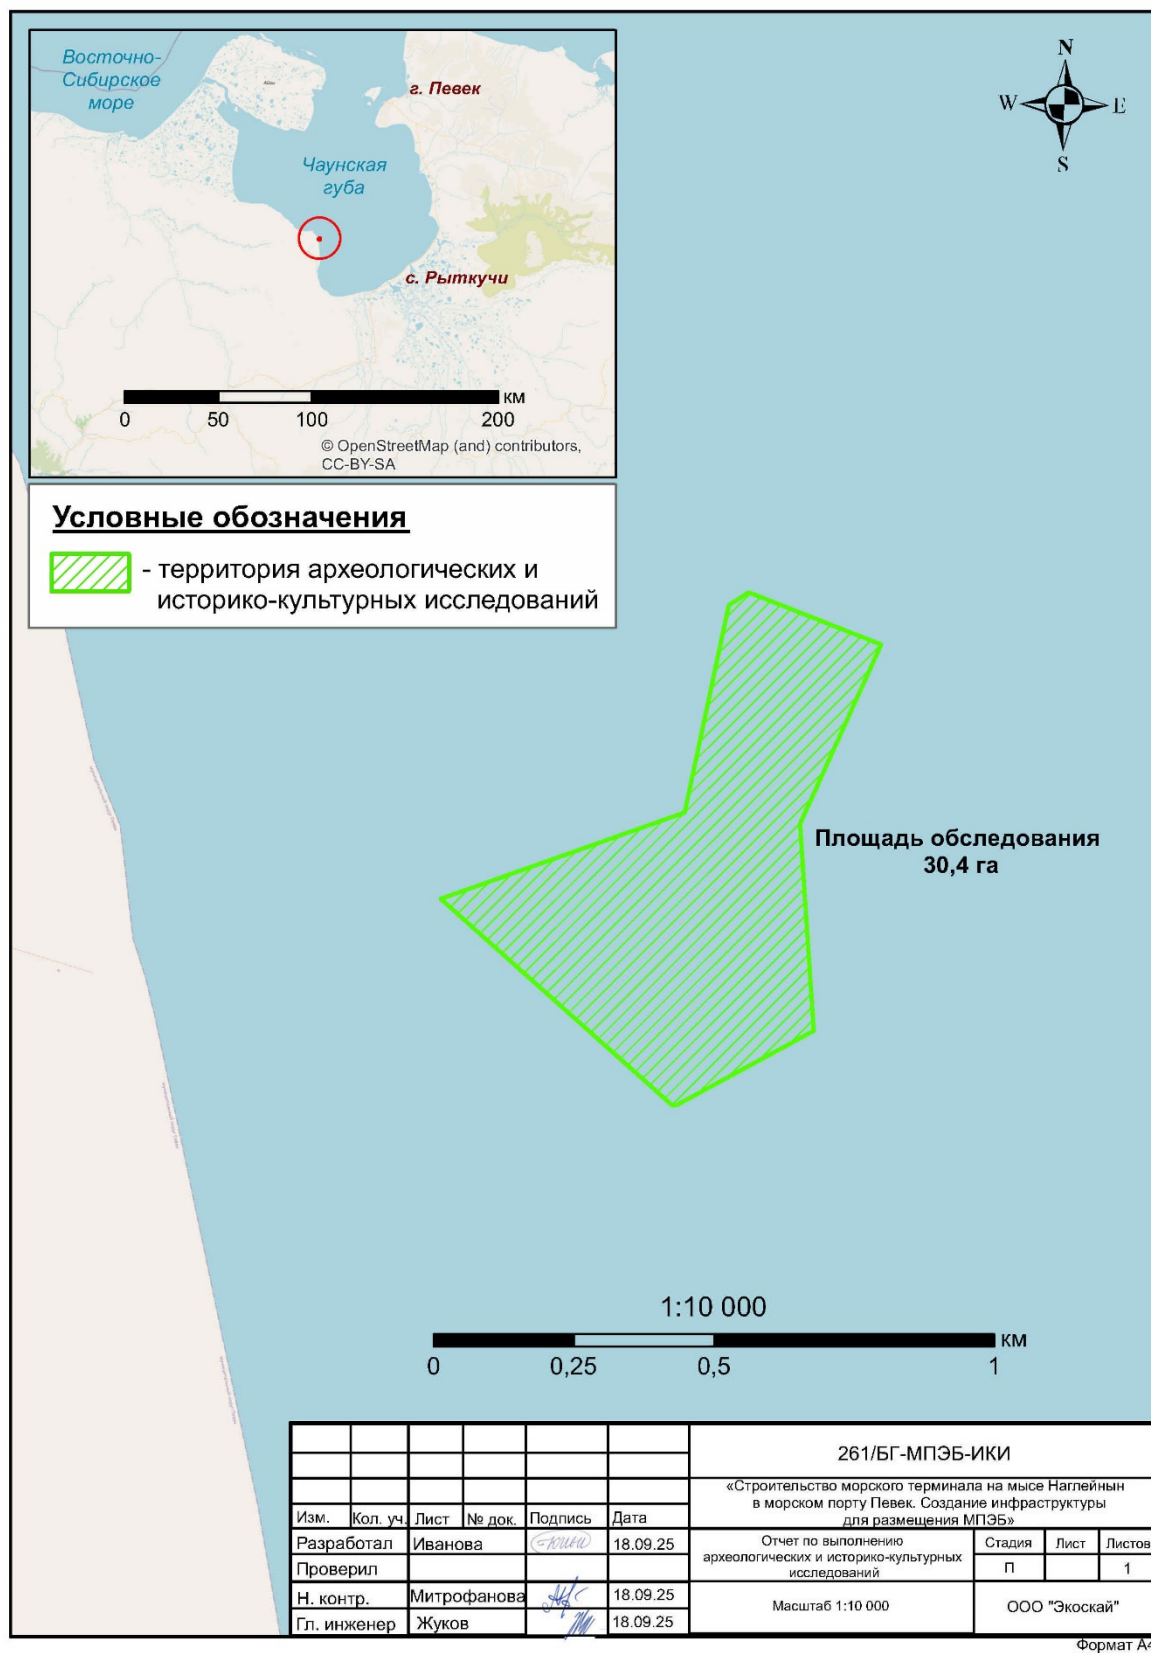 Восточно-
Сибирское
море
Айон
г. Певек
Чаунская
губа
с. Рыткучи
км
0 50 100 200
© OpenStreetMap (and) contributors,
CC-BY-SA
N
W E
S
Условные обозначения
- территория археологических и
историко-культурных исследований
Площадь обследования
30,4 га
1:10 000
км
0 0,25 0,5 1
261/БГ-МПЭБ-ИКИ
«Строительство морского терминала на мысе Наглейнын
в морском порту Певек. Создание инфраструктуры
для размещения МПЭБ»
Изм. Кол. уч. Лист № док. Подпись Дата
Разработал Иванова 18.09.25
Проверил
Н. контр. Митрофанова 18.09.25
Гл. инженер Жуков 18.09.25
Отчет по выполнению
археологических и историко-культурных
исследований
Стадия Лист Листов
П 1
Масштаб 1:10 000
ООО "Экоскай"
Формат А4